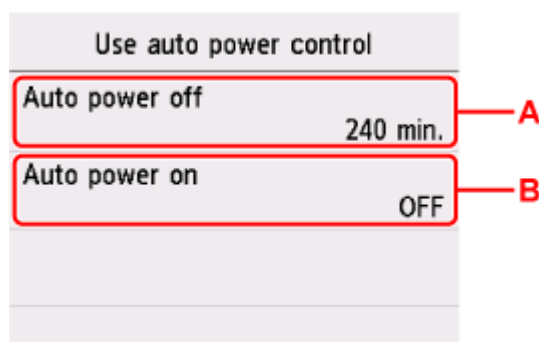 Use auto power control
Auto power off
240 min.
A
Auto power on
OFF
B